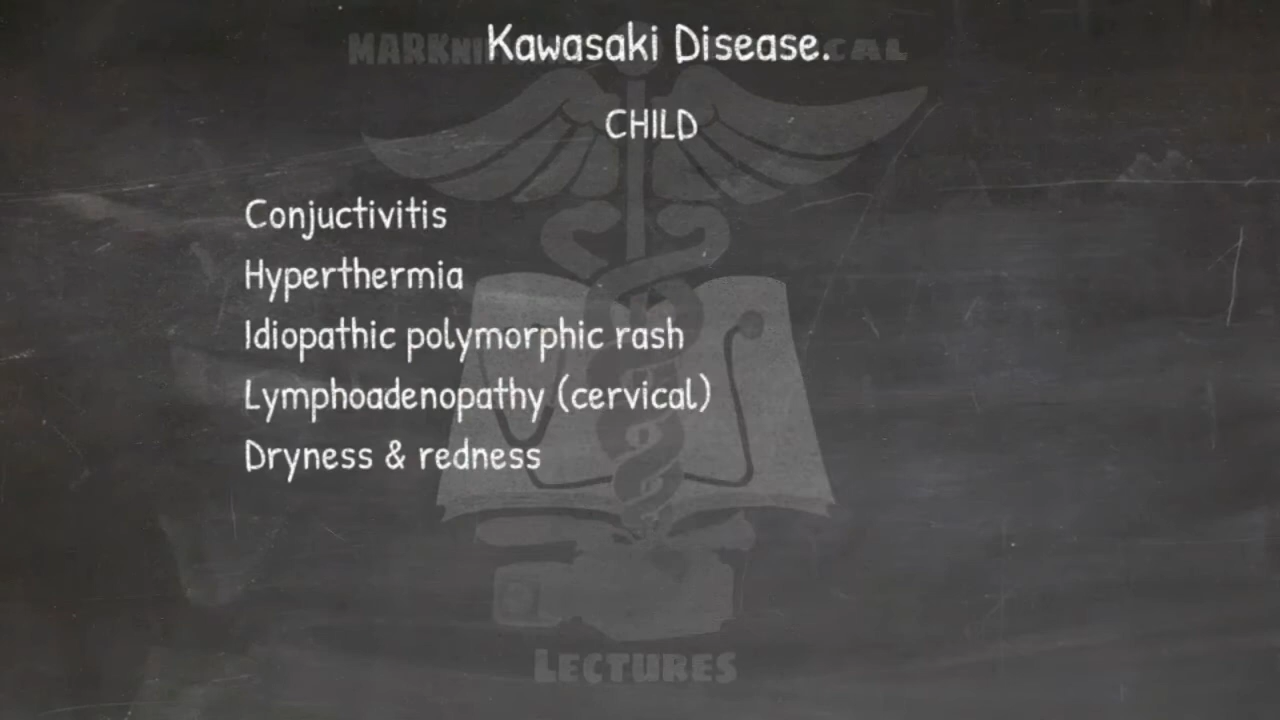 Kawasaki Disease.
CHILD
Conjuctivitis
Hyperthermia
Idiopathic polymorphic rash
Lymphoadenopathy (cervical)
Dryness & redness
LECTURES